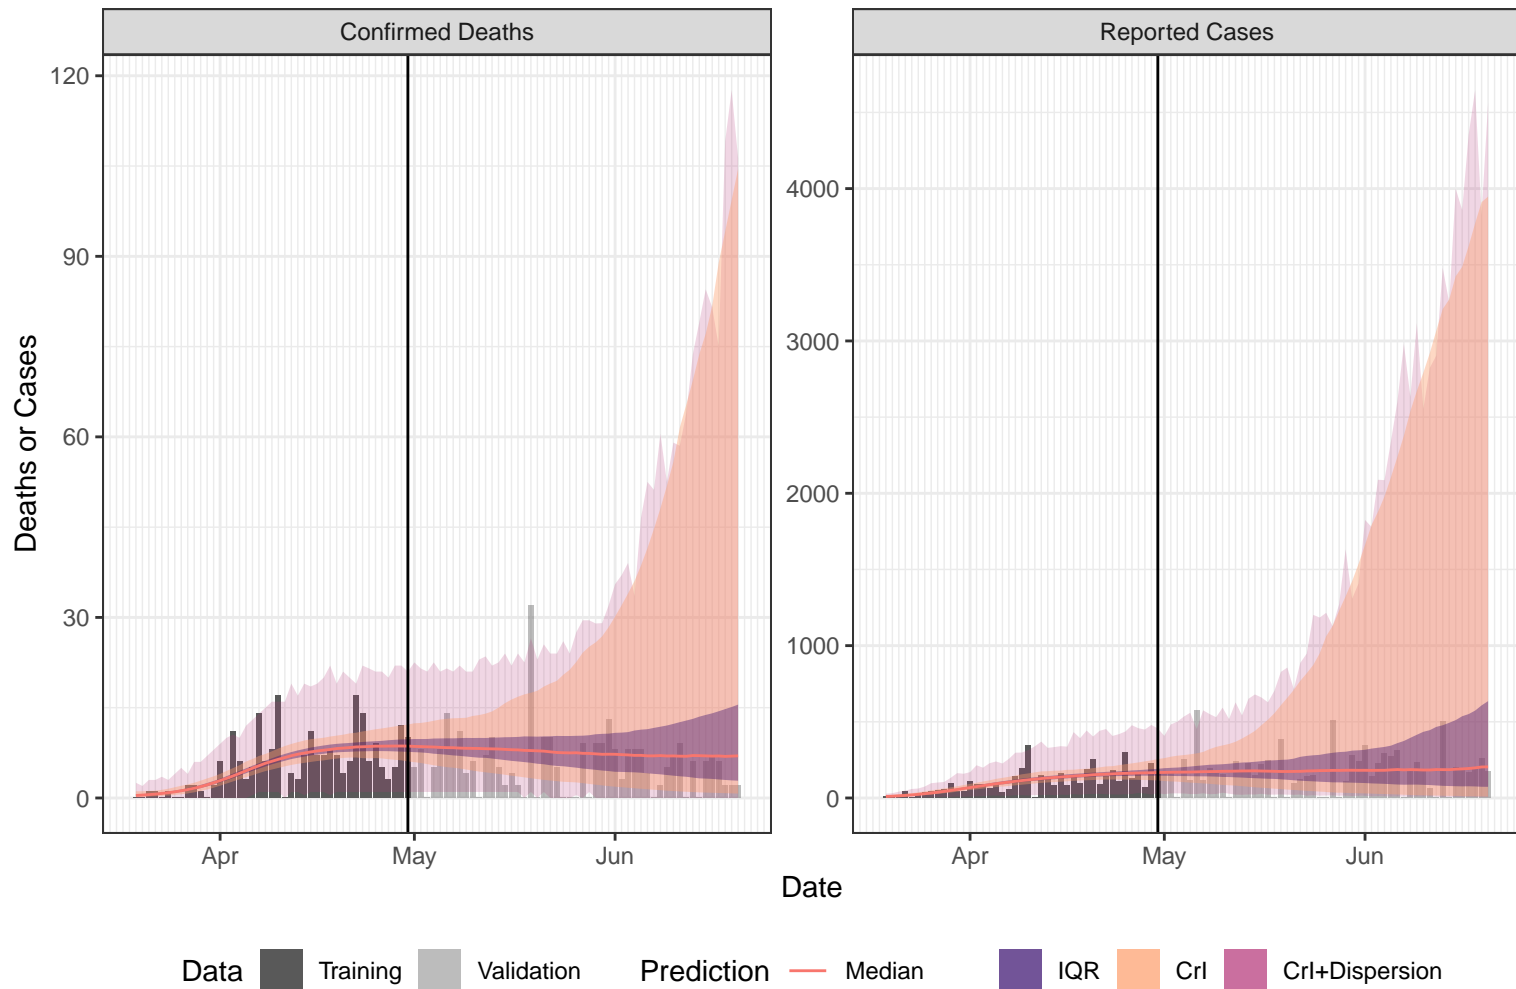 Confirmed Deaths
Reported Cases
120
90
60
30
0
4000
3000
2000
1000
0
Deaths or Cases
Apr
May
Jun
Apr
May
Jun
Date
Data Training Validation Prediction Median IQR CrI CrI+Dispersion